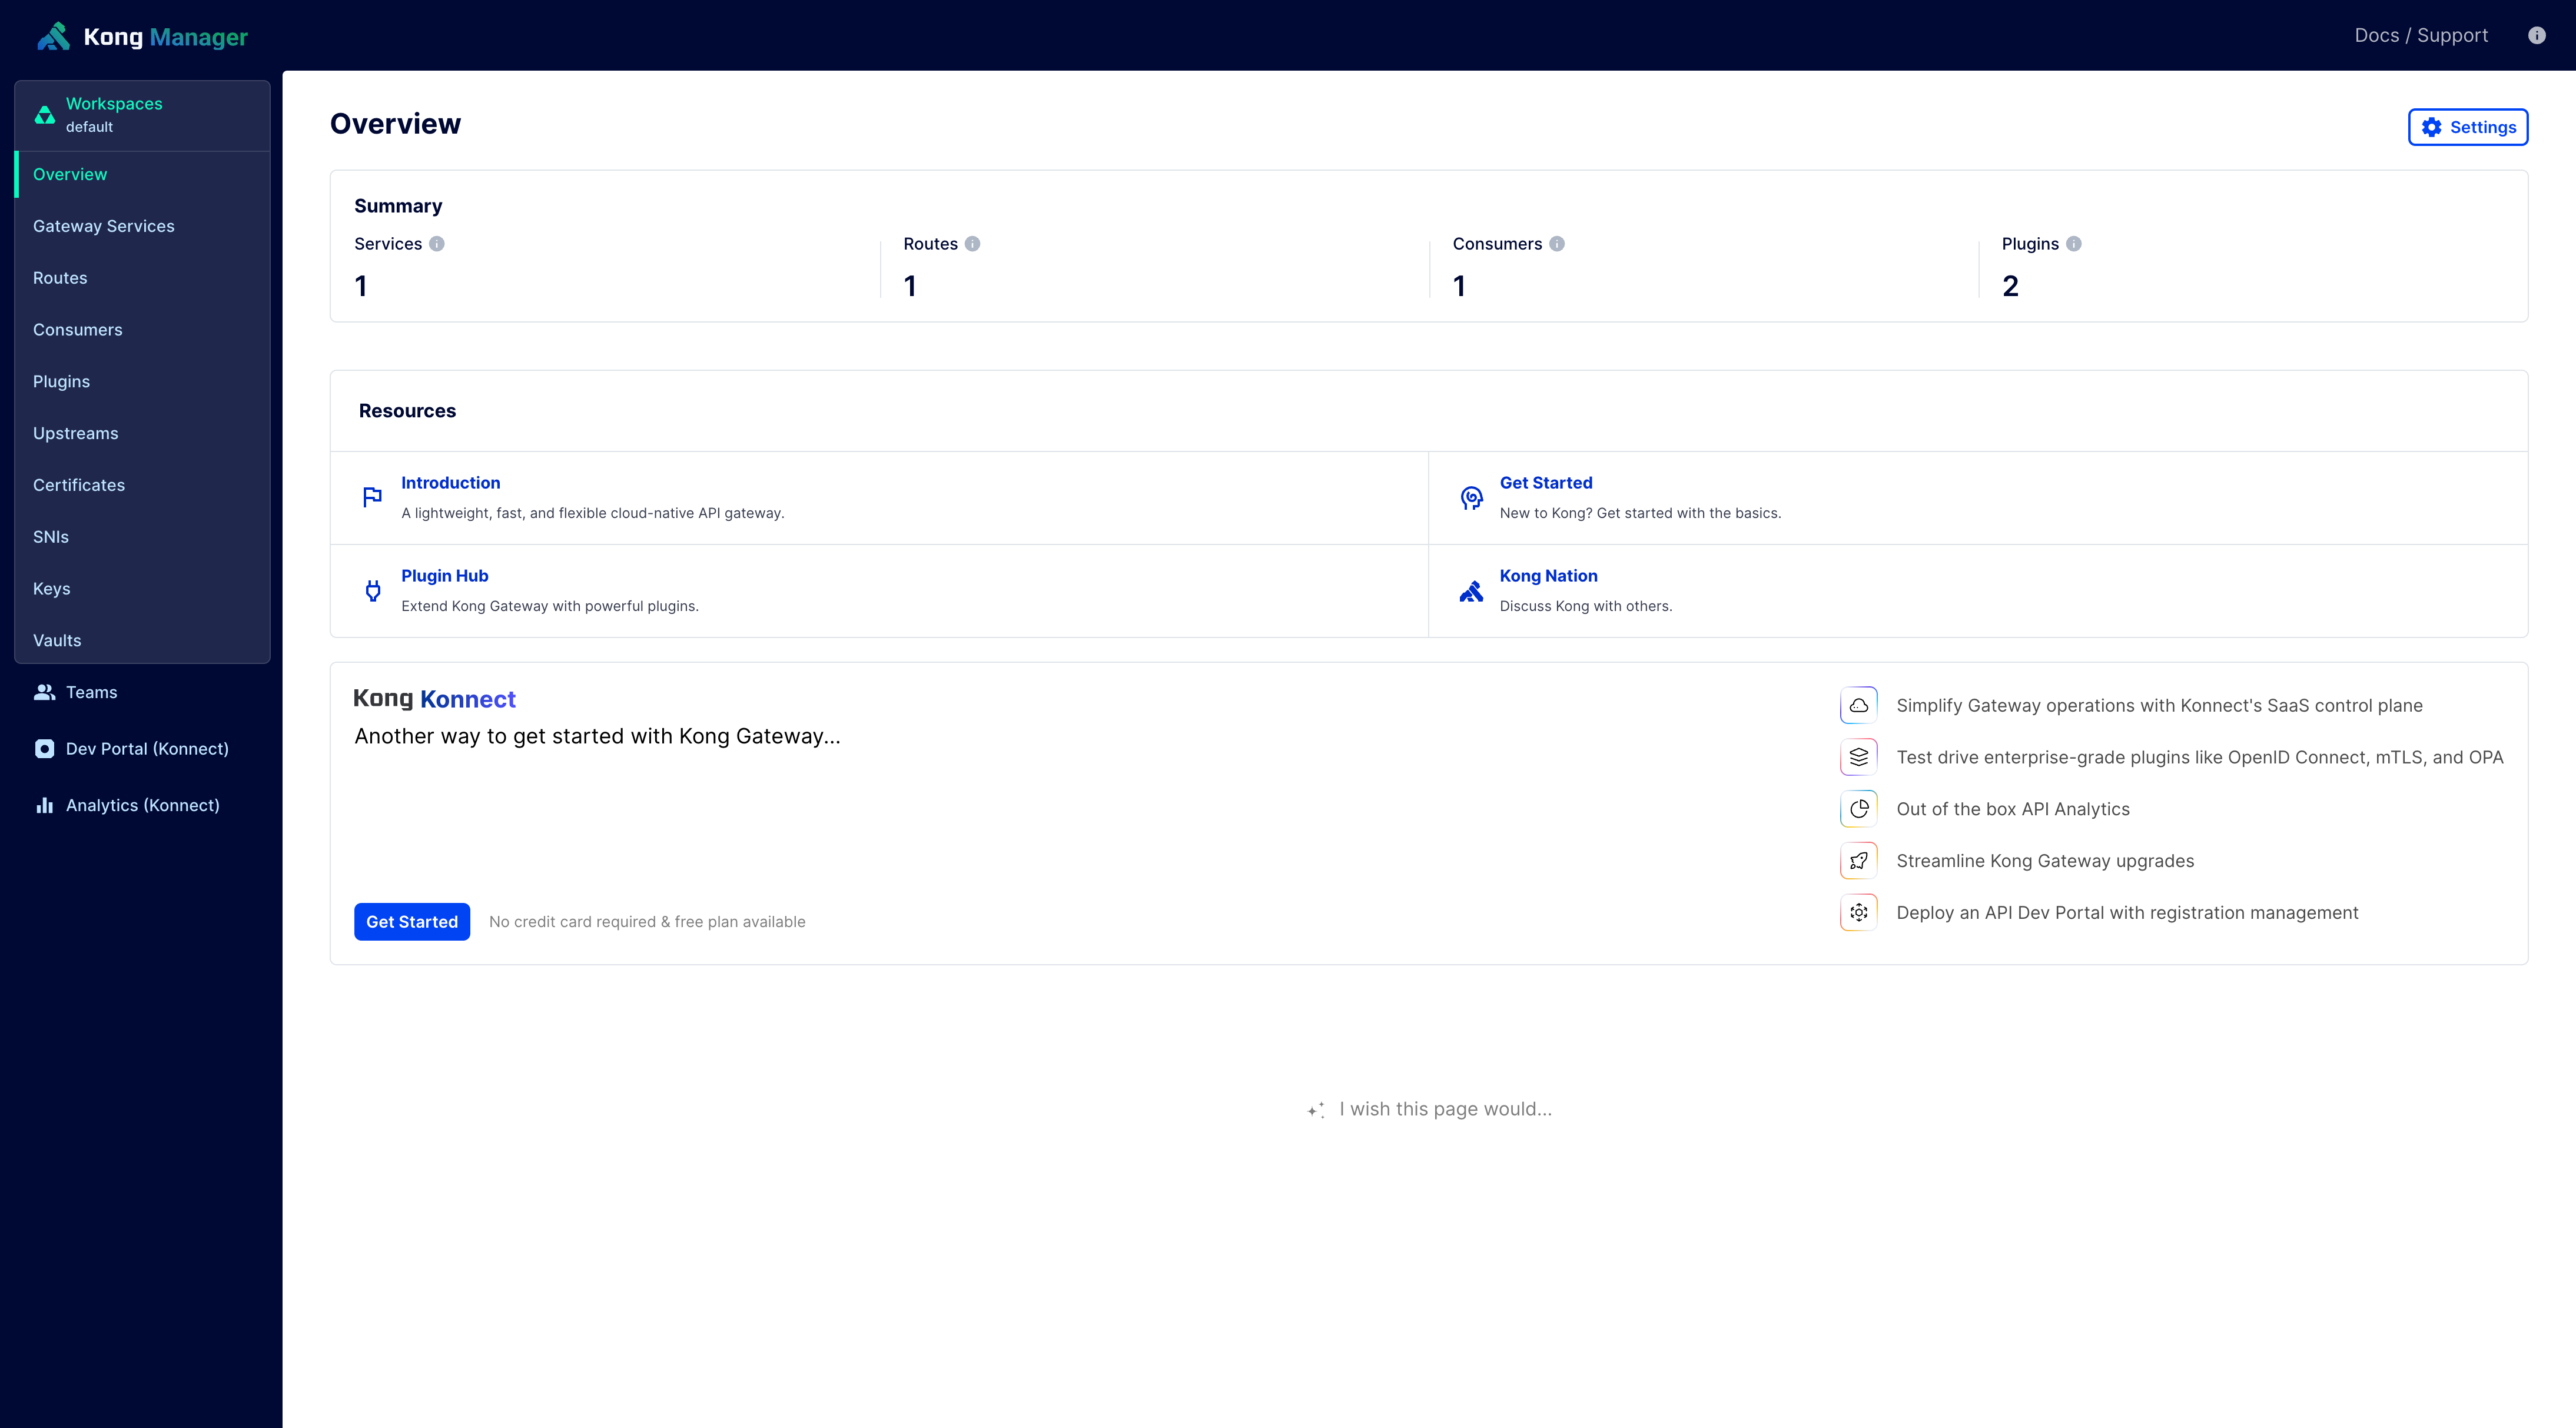 Kong Manager
Docs / Support
Workspaces
default
Overview
Gateway Services
Routes
Consumers
Plugins
Upstreams
Certificates
SNIs
Keys
Vaults
Teams
Dev Portal (Konnect)
Analytics (Konnect)
Overview
Settings
Summary
Services
1
Routes
1
Consumers
1
Plugins
2
Resources
Introduction
A lightweight, fast, and flexible cloud-native API gateway.
Get Started
New to Kong? Get started with the basics.
Plugin Hub
Extend Kong Gateway with powerful plugins.
Kong Nation
Discuss Kong with others.
Kong Konnect
Another way to get started with Kong Gateway...
Get Started
No credit card required & free plan available
Simplify Gateway operations with Konnect's SaaS control plane
Test drive enterprise-grade plugins like OpenID Connect, mTLS, and OPA
Out of the box API Analytics
Streamline Kong Gateway upgrades
Deploy an API Dev Portal with registration management
I wish this page would...